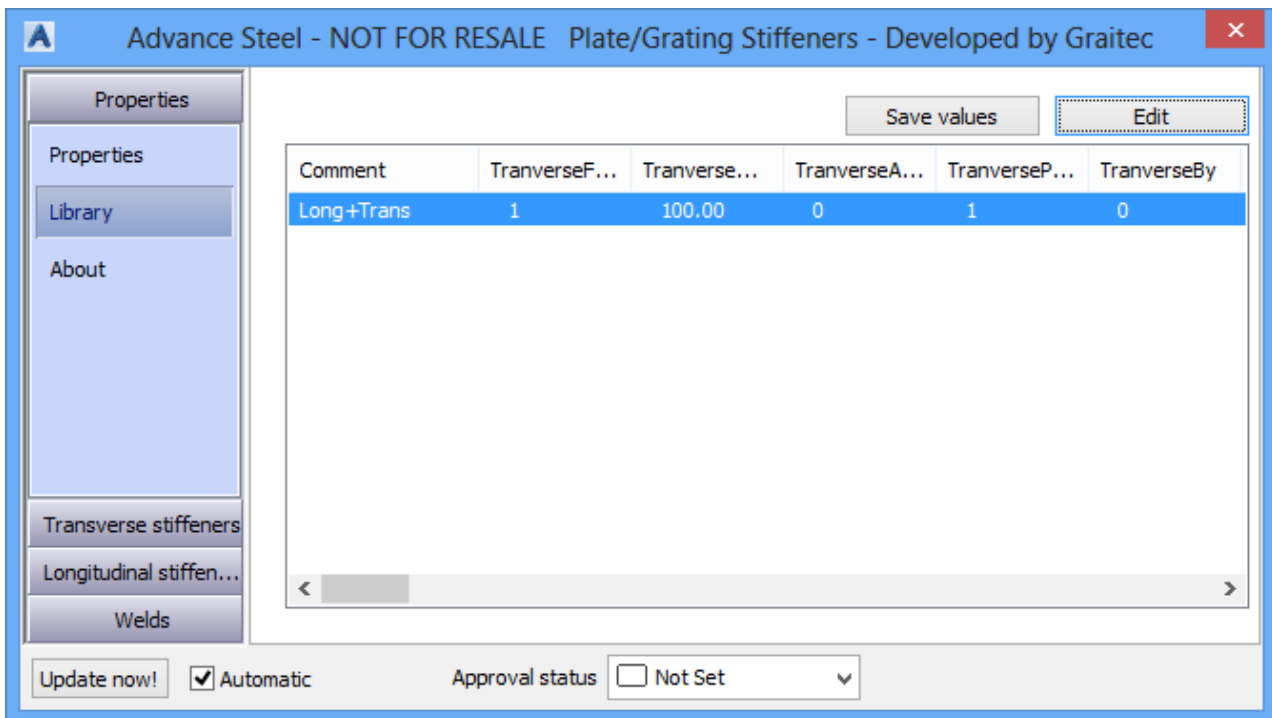 Advance Steel - NOT FOR RESALE Plate/Grating Stiffeners - Developed by Graitec
Properties
Properties
Library
About
Transverse stiffeners
Longitudinal stiffen...
Welds
Save values Edit
Comment TranverseF... Tranverse... TranverseA... TranverseP... TranverseBy
Long+Trans 1 100.00 0 1 0
Update now! Automatic Approval status Not Set